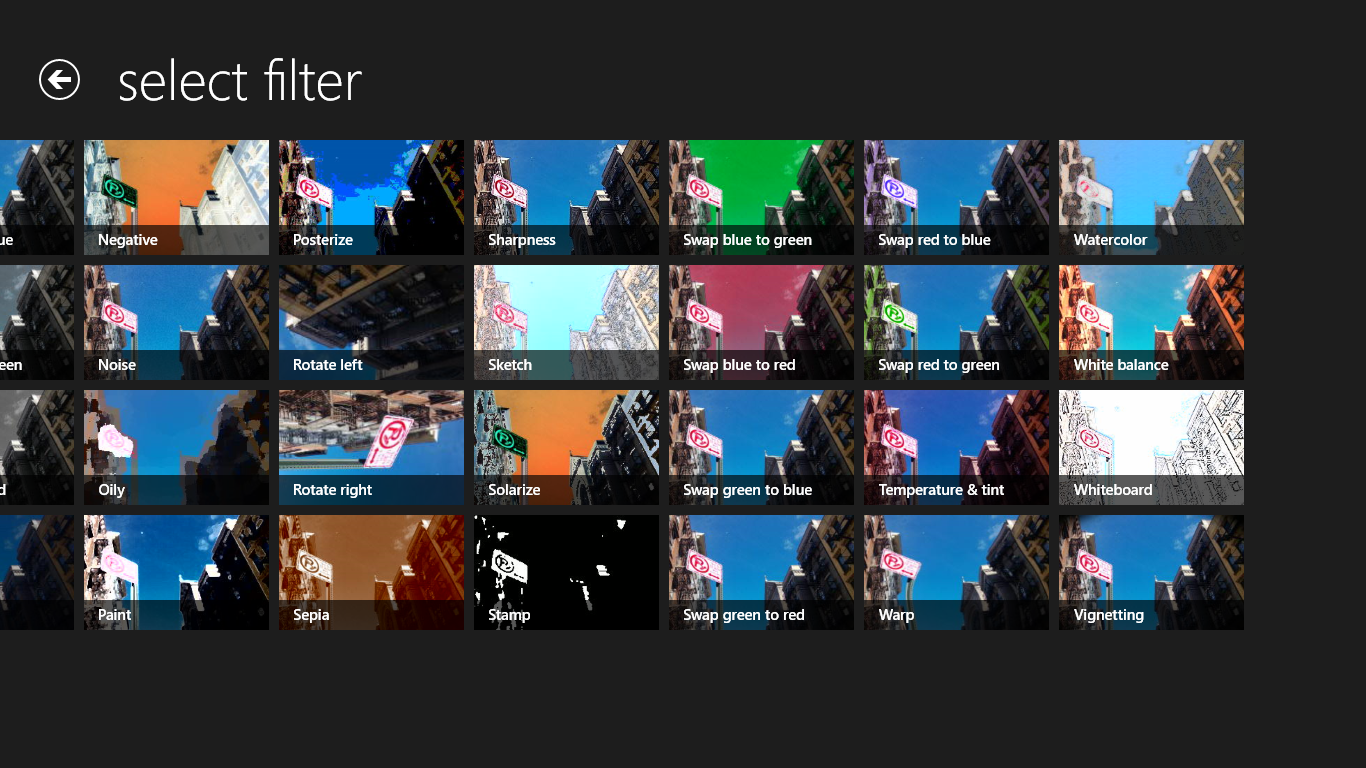 select filter
ue
Negative
Posterize
Sharpness
Swap blue to green
Swap red to blue
Watercolor
een
Noise
Rotate left
Sketch
Swap blue to red
Swap red to green
White balance
d
Oily
Rotate right
Solarize
Swap green to blue
Temperature & tint
Whiteboard
Paint
Sepia
Stamp
Swap green to red
Warp
Vignetting